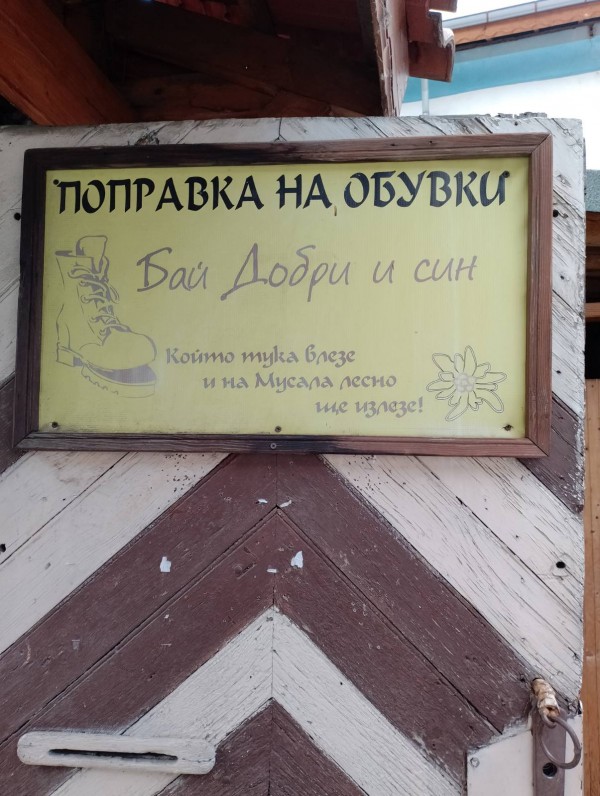 ПОПРАВКА НА ОБУВКИ
Бай Добри и син
Който тука влезе
и на Мусала лесно
ще излезе!